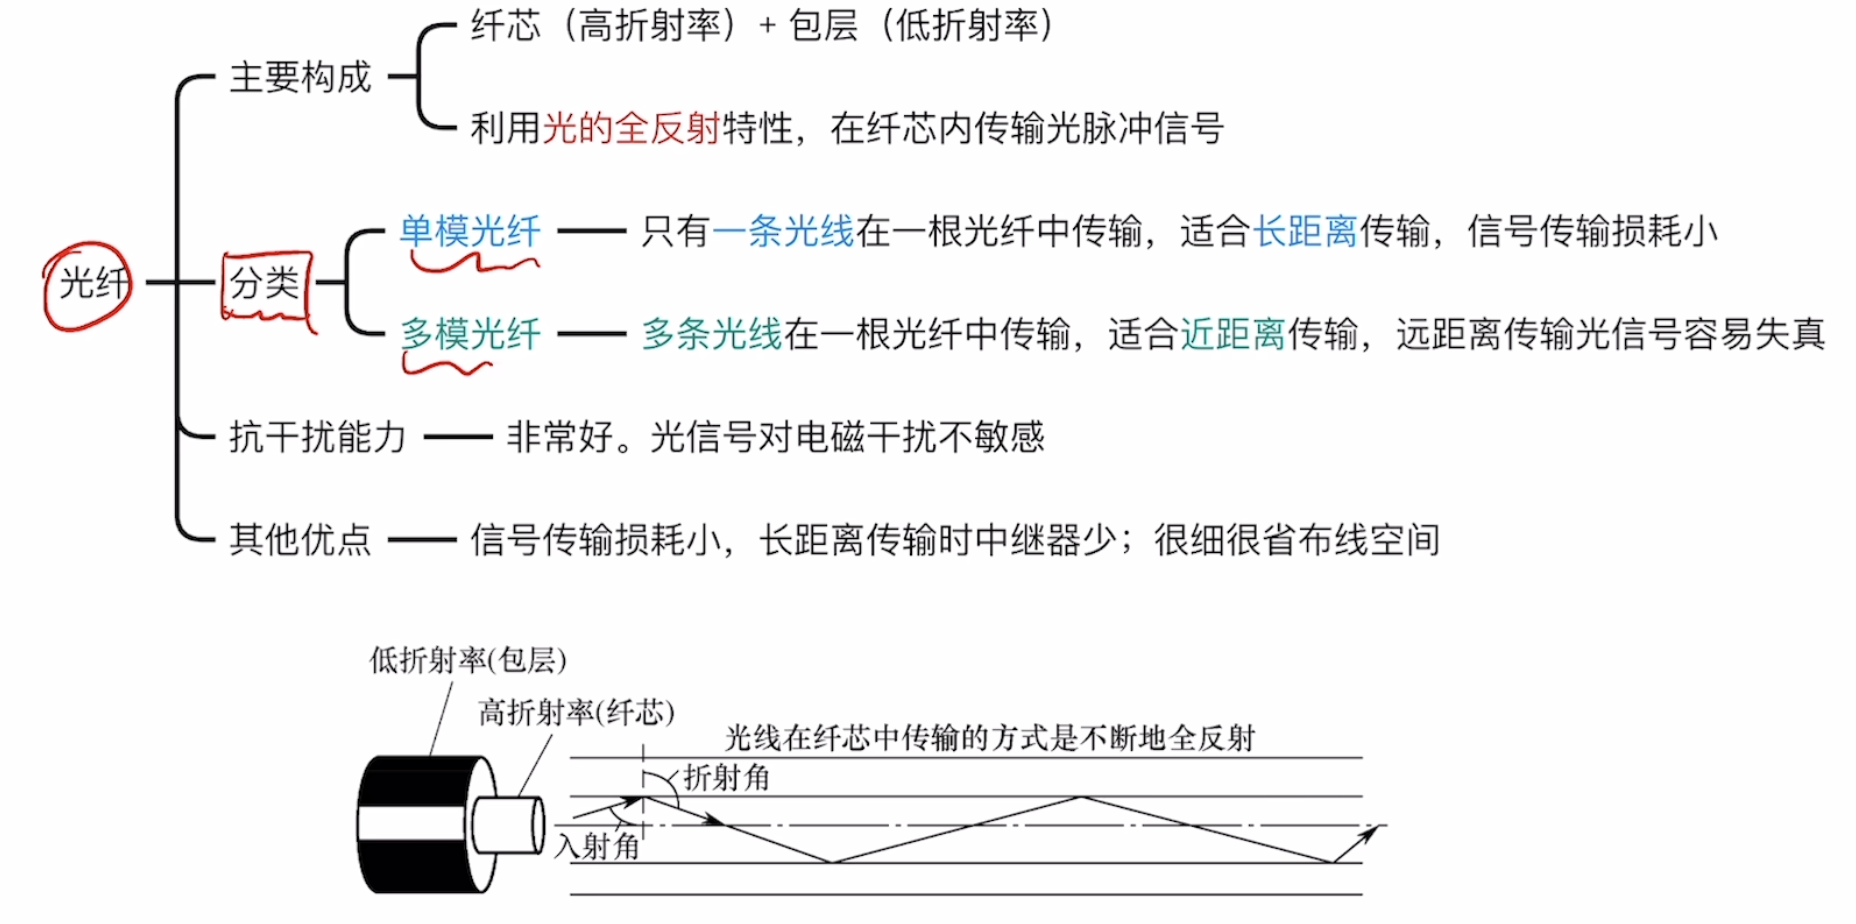 纤芯（高折射率）+ 包层（低折射率）
主要构成
利用光的全反射特性，在纤芯内传输光脉冲信号
单模光纤 只有一条光线在一根光纤中传输，适合长距离传输，信号传输损耗小
光纤 分类
多模光纤 多条光线在一根光纤中传输，适合近距离传输，远距离传输光信号容易失真
抗干扰能力 非常好。光信号对电磁干扰不敏感
其他优点 信号传输损耗小，长距离传输时中继器少；很细很省布线空间
低折射率(包层)
高折射率(纤芯)
光线在纤芯中传输的方式是不断地全反射
折射角
入射角